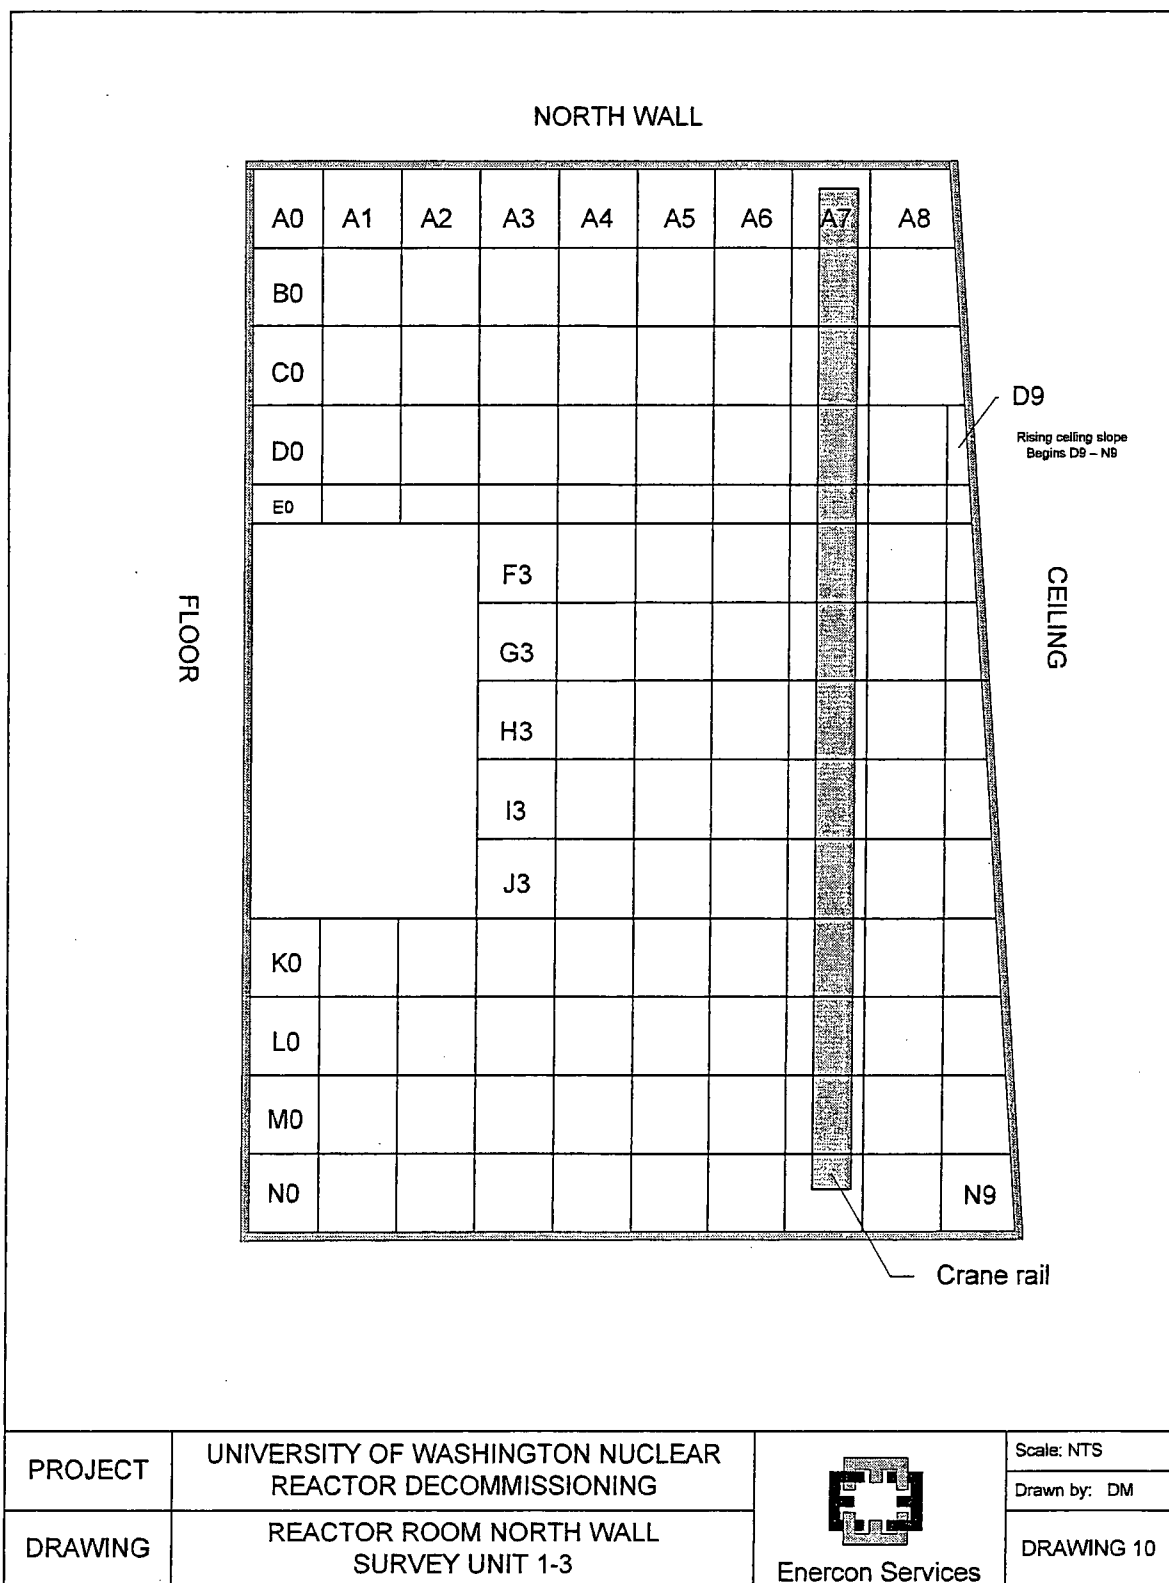 NORTH WALL
A0 A1 A2 A3 A4 A5 A6 A7 A8
B0
C0
D9
Rising ceiling slope
Begins D9 – N9
D0
E0
F3
FLOOR
CEILING
G3
H3
I3
J3
K0
L0
M0
N0 N9
Crane rail
PROJECT
UNIVERSITY OF WASHINGTON NUCLEAR
REACTOR DECOMMISSIONING
DRAWING
REACTOR ROOM NORTH WALL
SURVEY UNIT 1-3
Enercon Services
Scale: NTS
Drawn by: DM
DRAWING 10